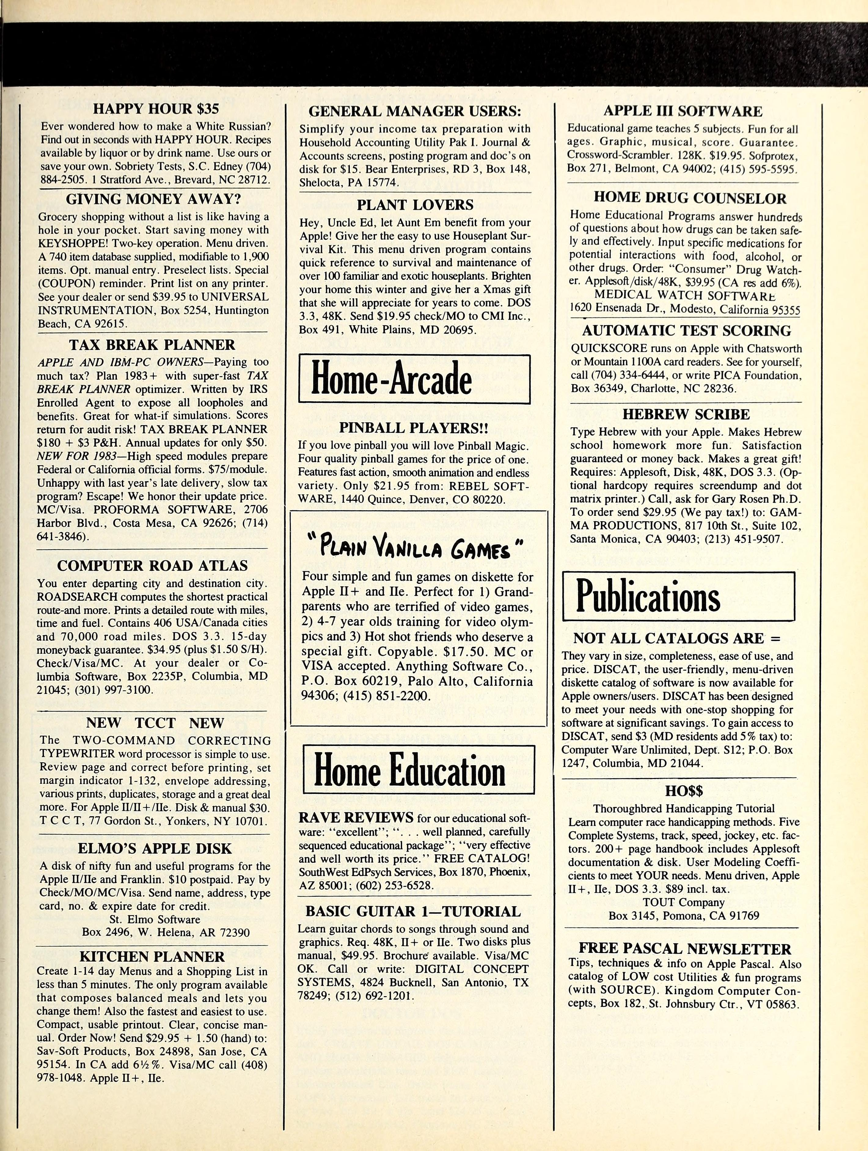 HAPPY HOUR $35
Ever wondered how to make a White Russian?
Find out in seconds with HAPPY HOUR. Recipes
available by liquor or by drink name. Use ours or
save your own. Sobriety Tests, S.C. Edney (704)
884-2505. 1 Stratford Ave., Brevard, NC 28712.
GIVING MONEY AWAY?
Grocery shopping without a list is like having a
hole in your pocket. Start saving money with
KEYSHOPPE! Two-key operation. Menu driven.
A 740 item database supplied, modifiable to 1,900
items. Opt. manual entry. Preselect lists. Special
(COUPON) reminder. Print list on any printer.
See your dealer or send $39.95 to UNIVERSAL
INSTRUMENTATION, Box 5254, Huntington
Beach, CA 92615.
TAX BREAK PLANNER
APPLE AND IBM-PC OWNERS—Paying too
much tax? Plan 1983+ with super-fast TAX
BREAK PLANNER optimizer. Written by IRS
Enrolled Agent to expose all loopholes and
benefits. Great for what-if simulations. Scores
return for audit risk! TAX BREAK PLANNER
$180 + $3 P&H. Annual updates for only $50.
NEW FOR 1983—High speed modules prepare
Federal or California official forms. $75/module.
Unhappy with last year's late delivery, slow tax
program? Escape! We honor their update price.
MC/Visa. PROFORMA SOFTWARE, 2706
Harbor Blvd., Costa Mesa, CA 92626; (714)
641-3846).
COMPUTER ROAD ATLAS
You enter departing city and destination city.
ROADSEARCH computes the shortest practical
route-and more. Prints a detailed route with miles,
time and fuel. Contains 406 USA/Canada cities
and 70,000 road miles. DOS 3.3. 15-day
moneyback guarantee. $34.95 (plus $1.50 S/H).
Check/Visa/MC. At your dealer or Co-
lumbia Software, Box 2235P, Columbia, MD
21045; (301) 997-3100.
NEW TCCT NEW
The TWO-COMMAND CORRECTING
TYPEWRITER word processor is simple to use.
Review page and correct before printing, set
margin indicator 1-132, envelope addressing,
various prints, duplicates, storage and a great deal
more. For Apple II/II+/IIe. Disk & manual $30.
T C C T, 77 Gordon St., Yonkers, NY 10701.
ELMO'S APPLE DISK
A disk of nifty fun and useful programs for the
Apple II/IIe and Franklin. $10 postpaid. Pay by
Check/MO/MC/Visa. Send name, address, type
card, no. & expire date for credit.
St. Elmo Software
Box 2496, W. Helena, AR 72390
KITCHEN PLANNER
Create 1-14 day Menus and a Shopping List in
less than 5 minutes. The only program available
that composes balanced meals and lets you
change them! Also the fastest and easiest to use.
Compact, usable printout. Clear, concise man-
ual. Order Now! Send $29.95 + 1.50 (hand) to:
Sav-Soft Products, Box 24898, San Jose, CA
95154. In CA add 6½%. Visa/MC call (408)
978-1048. Apple II+, IIe.
GENERAL MANAGER USERS:
Simplify your income tax preparation with
Household Accounting Utility Pak I. Journal &
Accounts screens, posting program and doc's on
disk for $15. Bear Enterprises, RD 3, Box 148,
Shelocta, PA 15774.
PLANT LOVERS
Hey, Uncle Ed, let Aunt Em benefit from your
Apple! Give her the easy to use Houseplant Sur-
vival Kit. This menu driven program contains
quick reference to survival and maintenance of
over 100 familiar and exotic houseplants. Brighten
your home this winter and give her a Xmas gift
that she will appreciate for years to come. DOS
3.3, 48K. Send $19.95 check/MO to CMI Inc.,
Box 491, White Plains, MD 20695.
Home-Arcade
PINBALL PLAYERS!!
If you love pinball you will love Pinball Magic.
Four quality pinball games for the price of one.
Features fast action, smooth animation and endless
variety. Only $21.95 from: REBEL SOFT-
WARE, 1440 Quince, Denver, CO 80220.
"PLAIN VANILLA GAMES"
Four simple and fun games on diskette for
Apple II+ and IIe. Perfect for 1) Grand-
parents who are terrified of video games,
2) 4-7 year olds training for video olym-
pics and 3) Hot shot friends who deserve a
special gift. Copyable. $17.50. MC or
VISA accepted. Anything Software Co.,
P.O. Box 60219, Palo Alto, California
94306; (415) 851-2200.
Home Education
RAVE REVIEWS for our educational soft-
ware: "excellent"; ". . . well planned, carefully
sequenced educational package"; "very effective
and well worth its price." FREE CATALOG!
SouthWest EdPsych Services, Box 1870, Phoenix,
AZ 85001; (602) 253-6528.
BASIC GUITAR 1—TUTORIAL
Learn guitar chords to songs through sound and
graphics. Req. 48K, II+ or IIe. Two disks plus
manual, $49.95. Brochure available. Visa/MC
OK. Call or write: DIGITAL CONCEPT
SYSTEMS, 4824 Bucknell, San Antonio, TX
78249; (512) 692-1201.
APPLE III SOFTWARE
Educational game teaches 5 subjects. Fun for all
ages. Graphic, musical, score. Guarantee.
Crossword-Scrambler. 128K. $19.95. Sofprotex,
Box 271, Belmont, CA 94002; (415) 595-5595.
HOME DRUG COUNSELOR
Home Educational Programs answer hundreds
of questions about how drugs can be taken safe-
ly and effectively. Input specific medications for
potential interactions with food, alcohol, or
other drugs. Order: "Consumer" Drug Watch-
er. Applesoft/disk/48K, $39.95 (CA res add 6%).
MEDICAL WATCH SOFTWARE
1620 Ensenada Dr., Modesto, California 95355
AUTOMATIC TEST SCORING
QUICKSCORE runs on Apple with Chatsworth
or Mountain 1100A card readers. See for yourself,
call (704) 334-6444, or write PICA Foundation,
Box 36349, Charlotte, NC 28236.
HEBREW SCRIBE
Type Hebrew with your Apple. Makes Hebrew
school homework more fun. Satisfaction
guaranteed or money back. Makes a great gift!
Requires: Applesoft, Disk, 48K, DOS 3.3. (Op-
tional hardcopy requires screendump and dot
matrix printer.) Call, ask for Gary Rosen Ph.D.
To order send $29.95 (We pay tax!) to: GAM-
MA PRODUCTIONS, 817 10th St., Suite 102,
Santa Monica, CA 90403; (213) 451-9507.
Publications
NOT ALL CATALOGS ARE =
They vary in size, completeness, ease of use, and
price. DISCAT, the user-friendly, menu-driven
diskette catalog of software is now available for
Apple owners/users. DISCAT has been designed
to meet your needs with one-stop shopping for
software at significant savings. To gain access to
DISCAT, send $3 (MD residents add 5% tax) to:
Computer Ware Unlimited, Dept. S12; P.O. Box
1247, Columbia, MD 21044.
HO$$
Thoroughbred Handicapping Tutorial
Learn computer race handicapping methods. Five
Complete Systems, track, speed, jockey, etc. fac-
tors. 200+ page handbook includes Applesoft
documentation & disk. User Modeling Coeffi-
cients to meet YOUR needs. Menu driven, Apple
II+, IIe, DOS 3.3. $89 incl. tax.
TOUT Company
Box 3145, Pomona, CA 91769
FREE PASCAL NEWSLETTER
Tips, techniques & info on Apple Pascal. Also
catalog of LOW cost Utilities & fun programs
(with SOURCE). Kingdom Computer Con-
cepts, Box 182, St. Johnsbury Ctr., VT 05863.